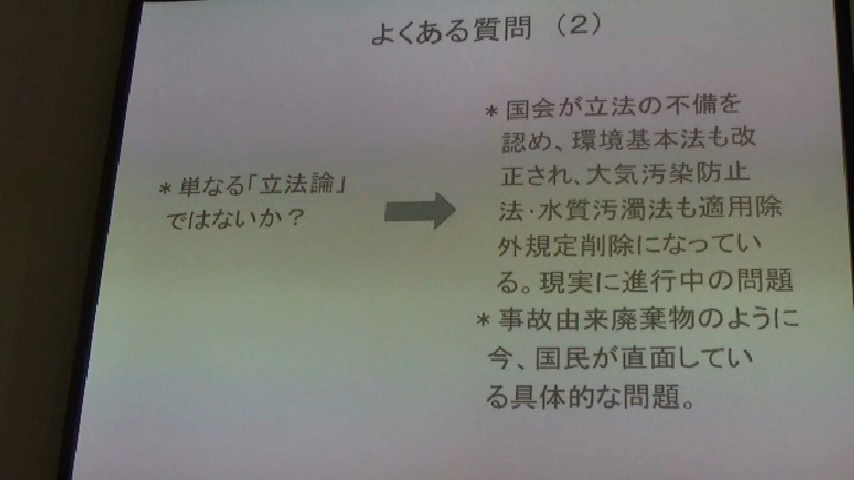 よくある質問（2）
＊単なる「立法論」
ではないか？
＊国会が立法の不備を
認め、環境基本法も改
正され、大気汚染防止
法・水質汚濁法も適用除
外規定削除になってい
る。現実に進行中の問題
＊事故由来廃棄物のように
今、国民が直面してい
る具体的な問題。